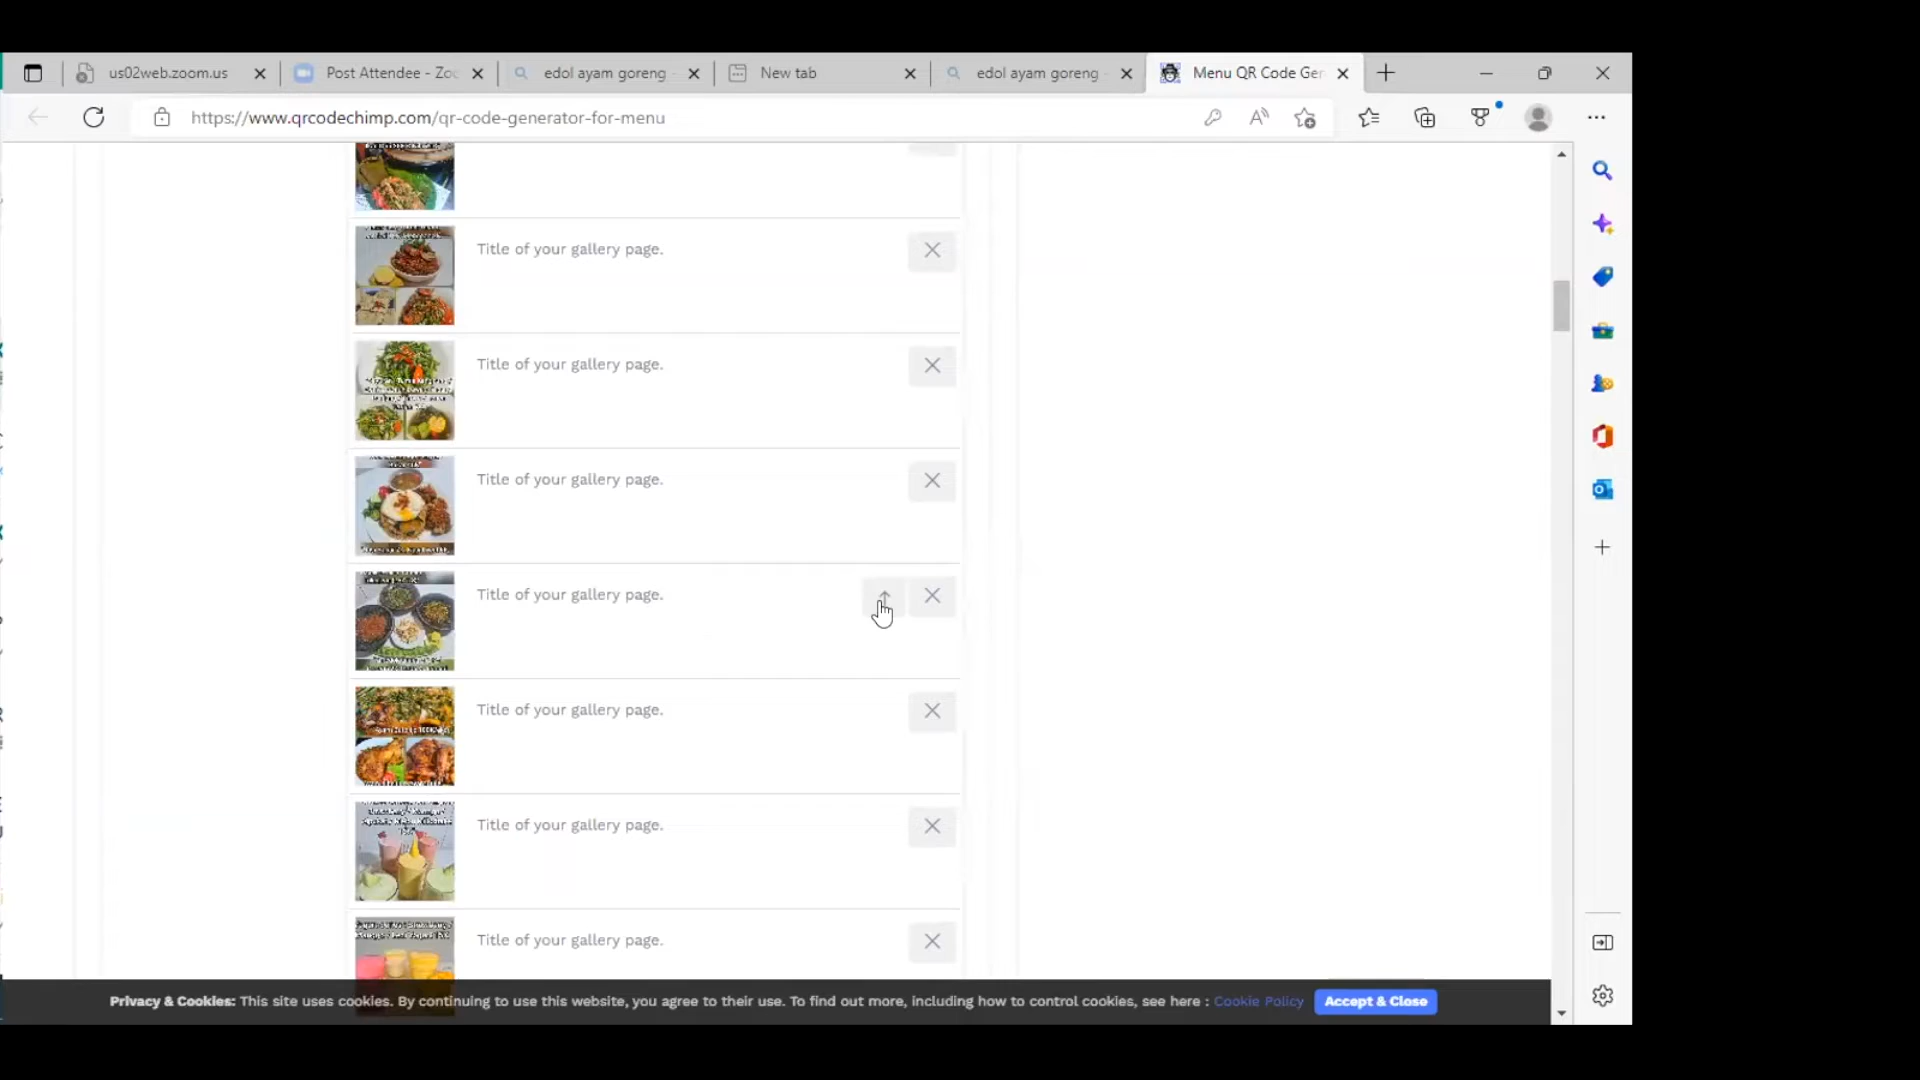 us02web.zoom.us
Post Attendee - Zo
edol ayam goreng
New tab
edol ayam goreng
Menu QR Code Ger
https://www.qrcodechimp.com/qr-code-generator-for-menu
Title of your gallery page.
Title of your gallery page.
Title of your gallery page.
Title of your gallery page.
Title of your gallery page.
Title of your gallery page.
Title of your gallery page.
Privacy & Cookies: This site uses cookies. By continuing to use this website, you agree to their use. To find out more, including how to control cookies, see here : Cookie Policy
Accept & Close